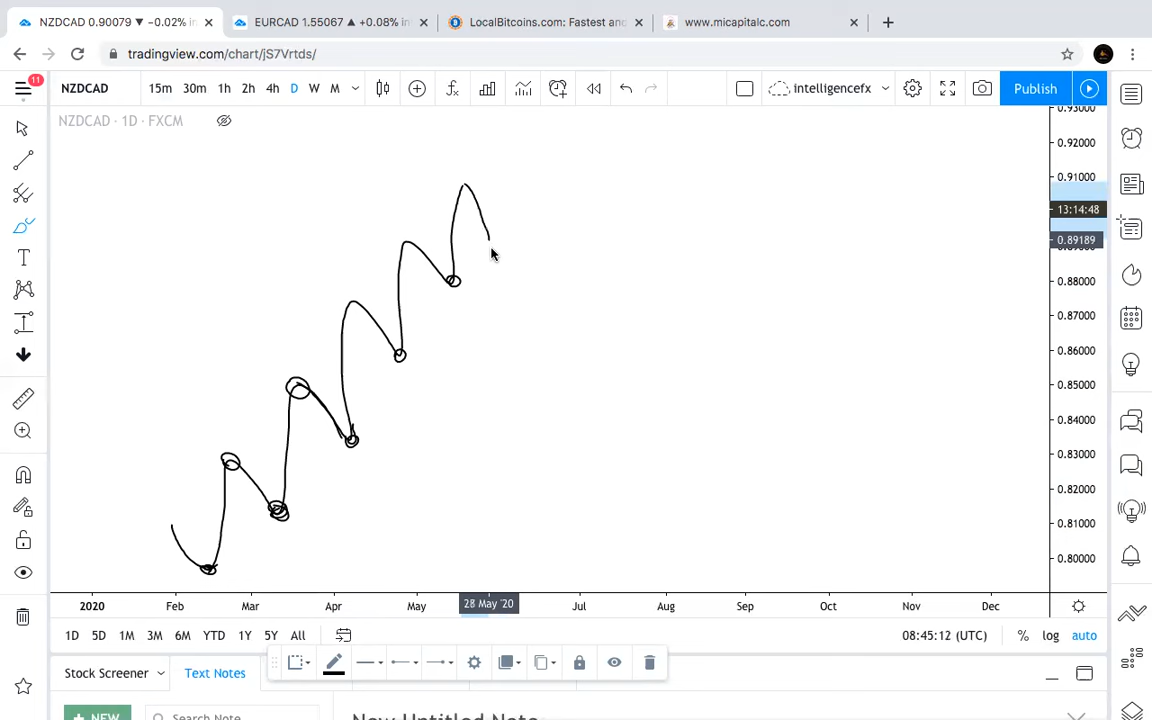 NZDCAD 0.90079 ▼ −0.02% in
EURCAD 1.55067 ▲ +0.08% in
LocalBitcoins.com: Fastest and
www.micapitalc.com
tradingview.com/chart/jS7Vrtds/
11
NZDCAD 15m 30m 1h 2h 4h D W M
intelligencefx
Publish
NZDCAD · 1D · FXCM
0.93000
0.92000
0.91000
13:14:48
0.89189
0.88000
0.87000
0.86000
0.85000
0.84000
0.83000
0.82000
0.81000
0.80000
2020 Feb Mar Apr May 28 May '20 Jul Aug Sep Oct Nov Dec
1D 5D 1M 3M 6M YTD 1Y 5Y All
08:45:12 (UTC) % log auto
Stock Screener Text Notes
NEW Search Note
New Untitled Note